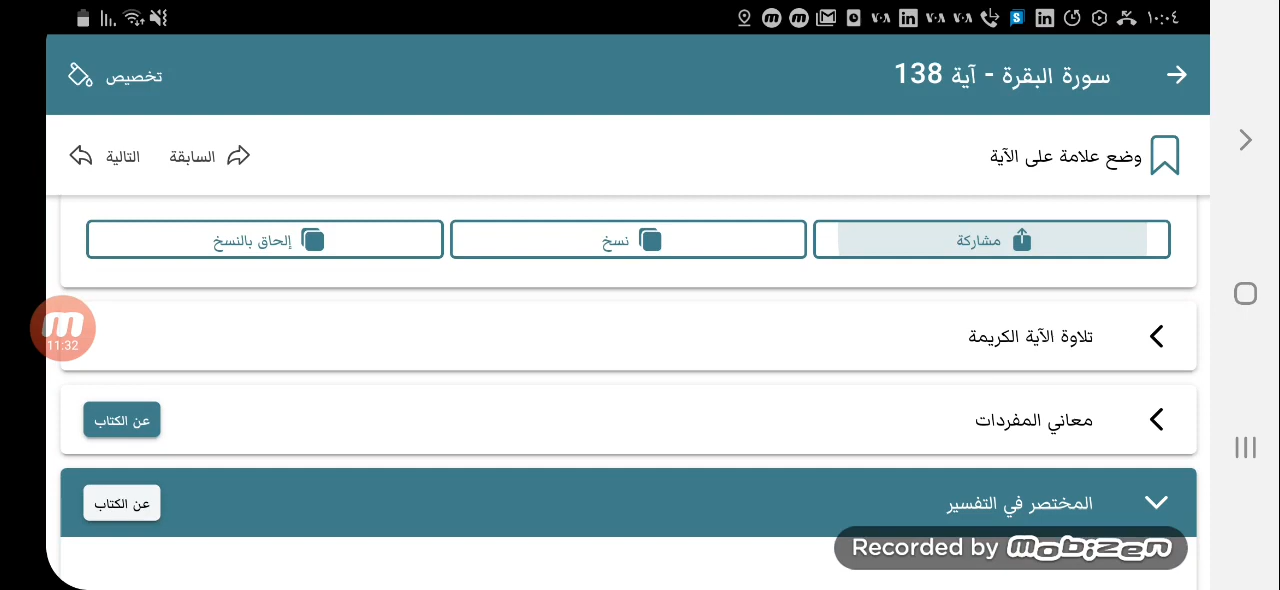 ١٠:٠٤
سورة البقرة - آية 138
تخصيص
وضع علامة على الآية
السابقة
التالية
مشاركة
نسخ
إلحاق بالنسخ
تلاوة الآية الكريمة
11:32
معاني المفردات
عن الكتاب
المختصر في التفسير
عن الكتاب
Recorded by mobizen